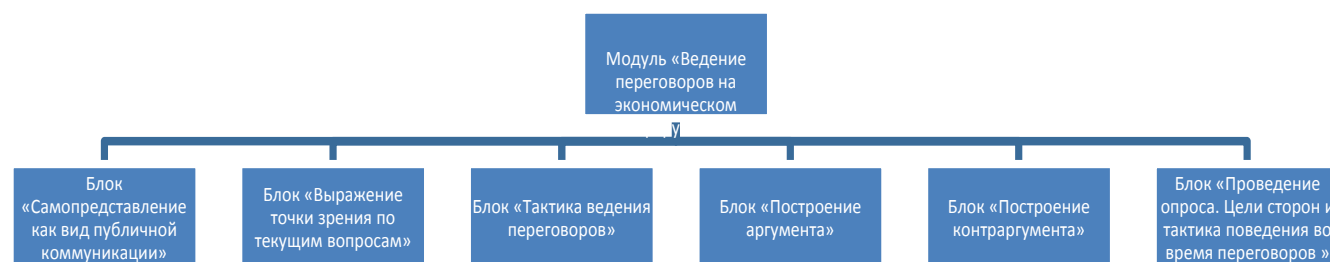 Модуль «Ведение
переговоров на
экономическом
Блок
«Самопредставление
как вид публичной
коммуникации»
Блок «Выражение
точки зрения по
текущим вопросам»
Блок «Тактика ведения
переговоров»
Блок «Построение
аргумента»
Блок «Построение
контраргумента»
Блок «Проведение
опроса. Цели сторон и
тактика поведения во
время переговоров »